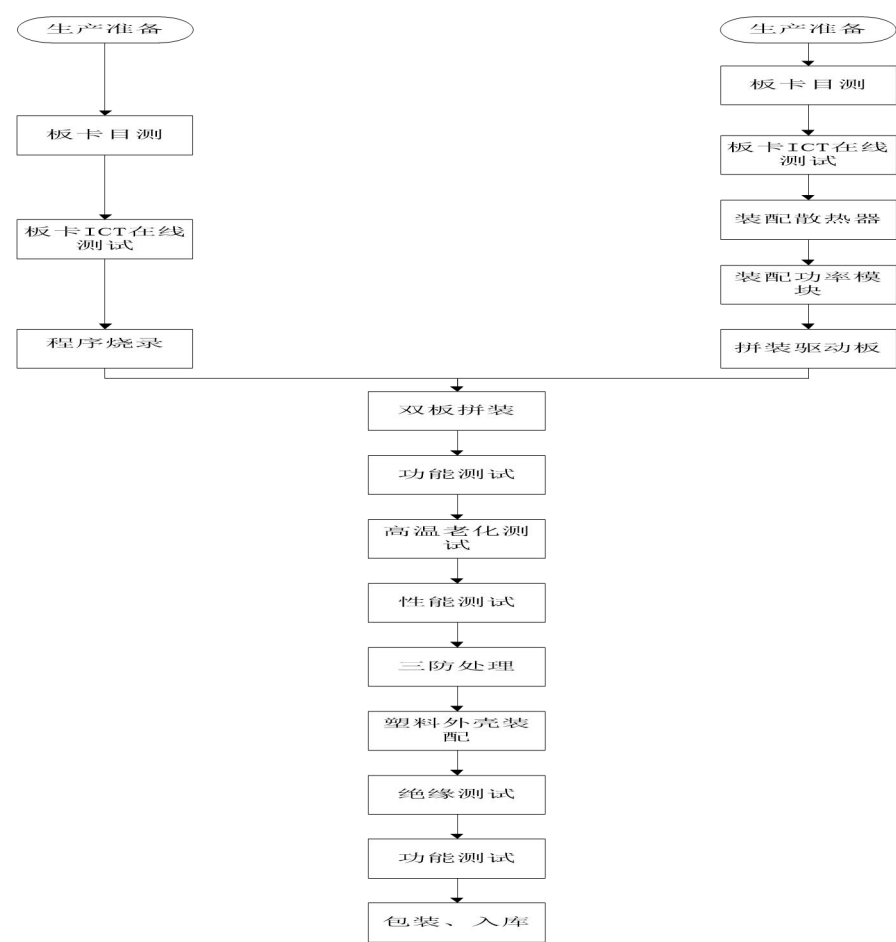 生产准备
板卡目测
板卡ICT在线
测试
程序烧录
生产准备
板卡目测
板卡ICT在线
测试
装配散热器
装配功率模
块
拼装驱动板
双板拼装
功能测试
高温老化测
试
性能测试
三防处理
塑料外壳装
配
绝缘测试
功能测试
包装、入库